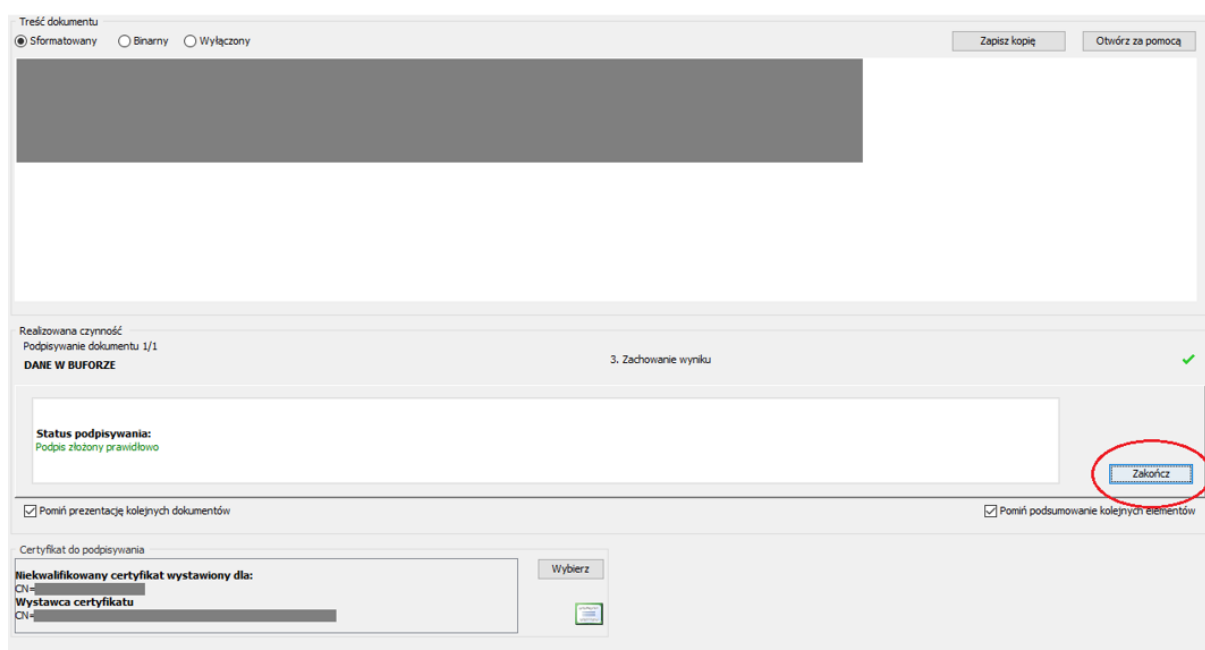 Treść dokumentu
Sformatowany Binarny Wyłączony Zapisz kopię Otwórz za pomocą
Realizowana czynność
Podpisywanie dokumentu 1/1
DANE W BUFORZE 3. Zachowanie wyniku
Status podpisywania:
Podpis złożony prawidłowo
Zakończ
Pomiń prezentację kolejnych dokumentów Pomiń podsumowanie kolejnych elementów
Certyfikat do podpisywania
Niekwalifikowany certyfikat wystawiony dla: Wybierz
CN=
Wystawca certyfikatu
CN=